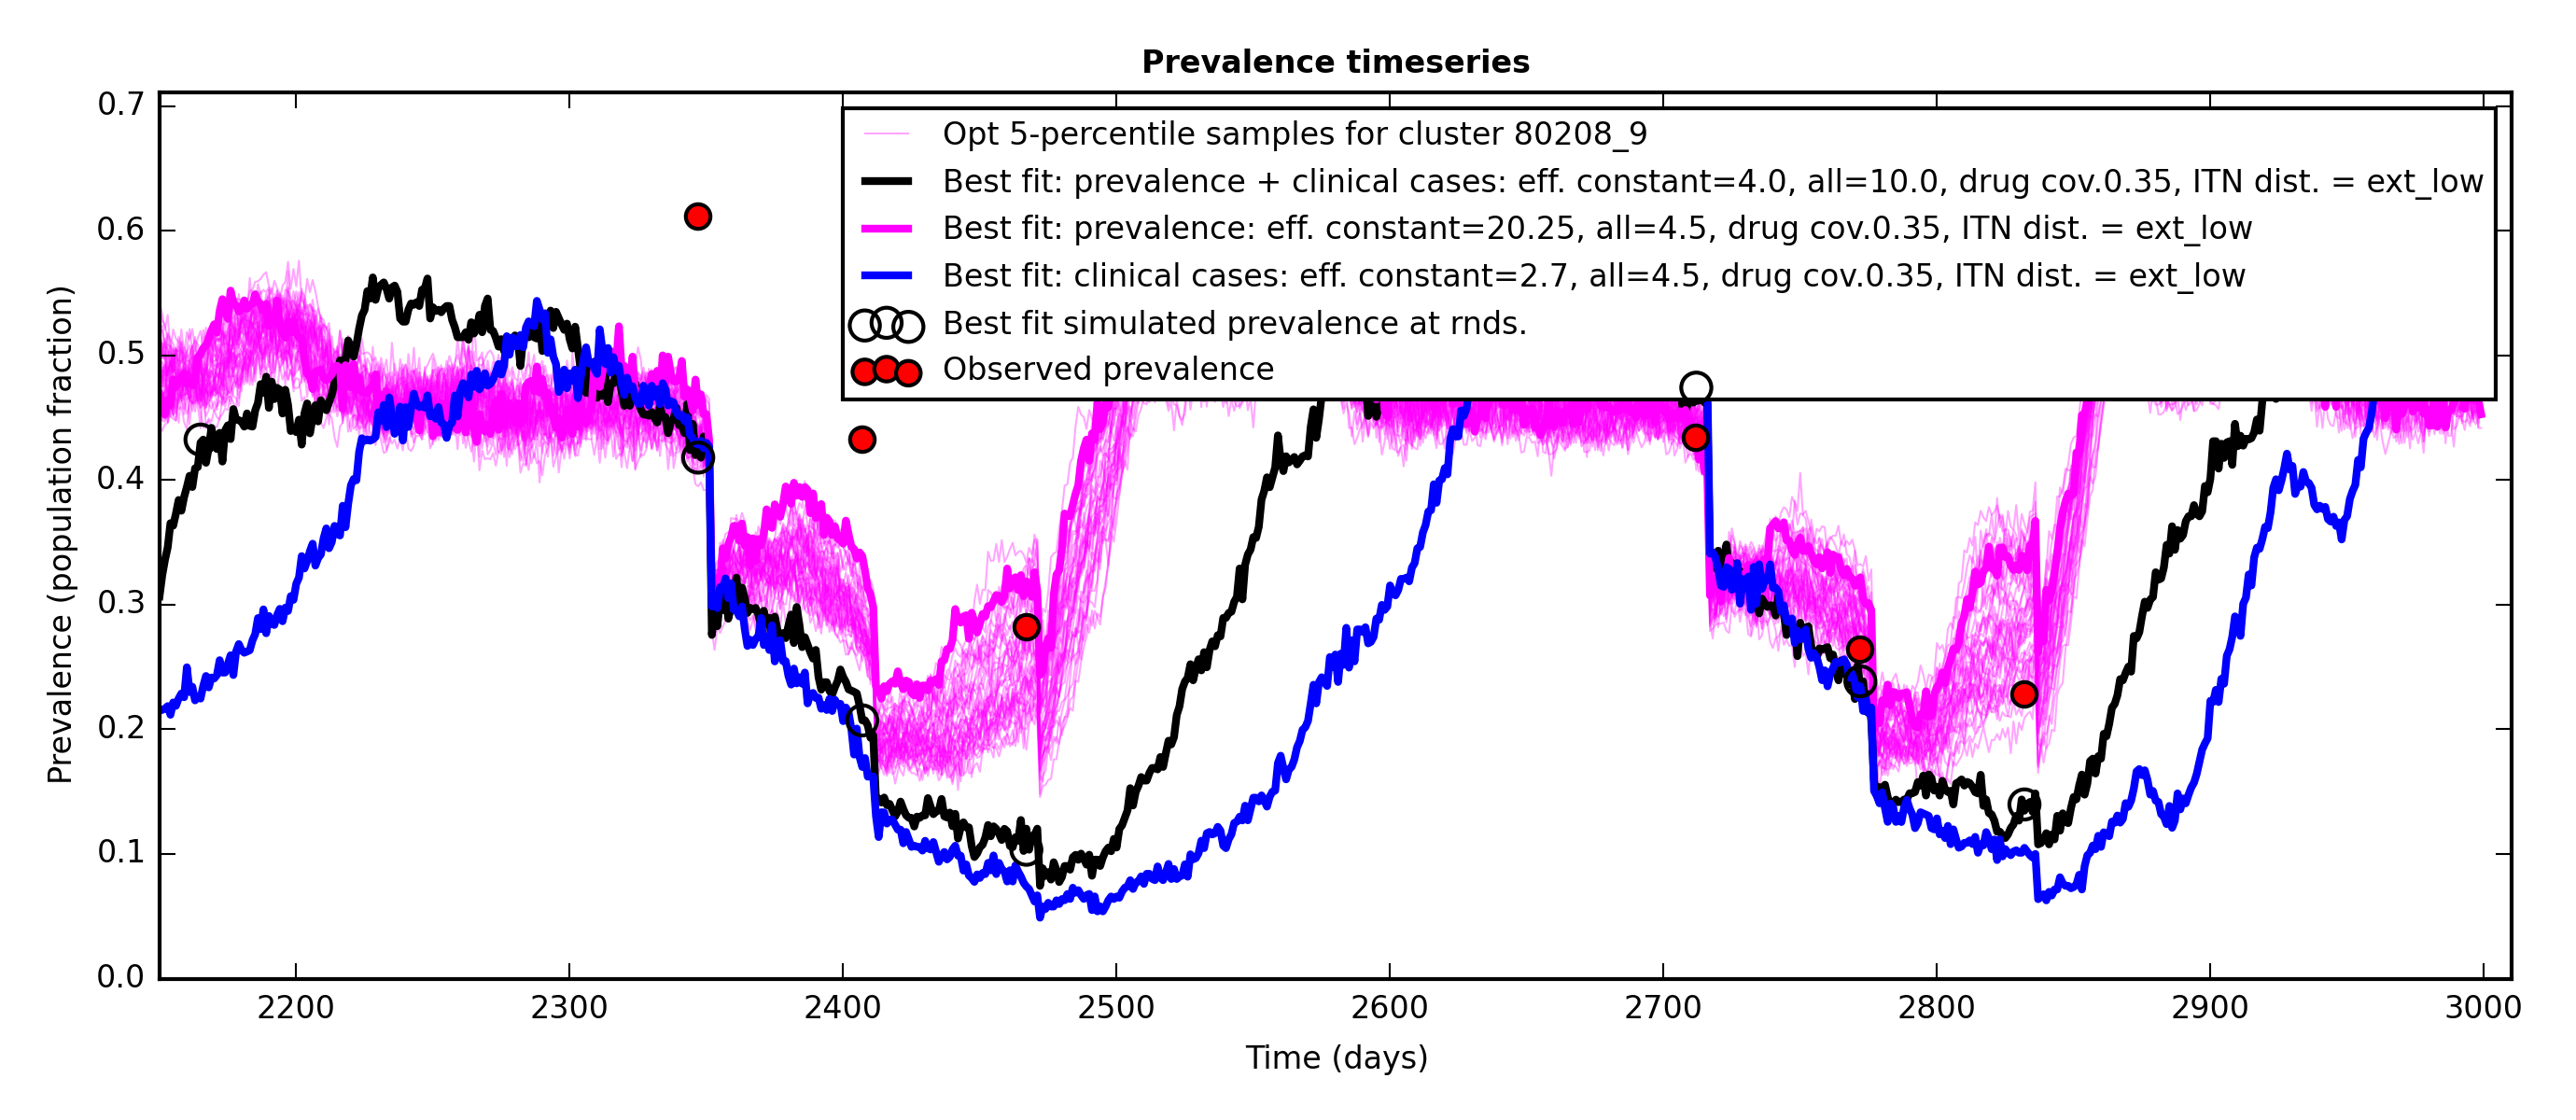 Prevalence timeseries
0.7
0.6
0.5
0.4
0.3
0.2
0.1
0.0
Prevalence (population fraction)
Opt 5-percentile samples for cluster 80208_9
Best fit: prevalence + clinical cases: eff. constant=4.0, all=10.0, drug cov.0.35, ITN dist. = ext_low
Best fit: prevalence: eff. constant=20.25, all=4.5, drug cov.0.35, ITN dist. = ext_low
Best fit: clinical cases: eff. constant=2.7, all=4.5, drug cov.0.35, ITN dist. = ext_low
Best fit simulated prevalence at rnds.
Observed prevalence
2200 2300 2400 2500 2600 2700 2800 2900 3000
Time (days)